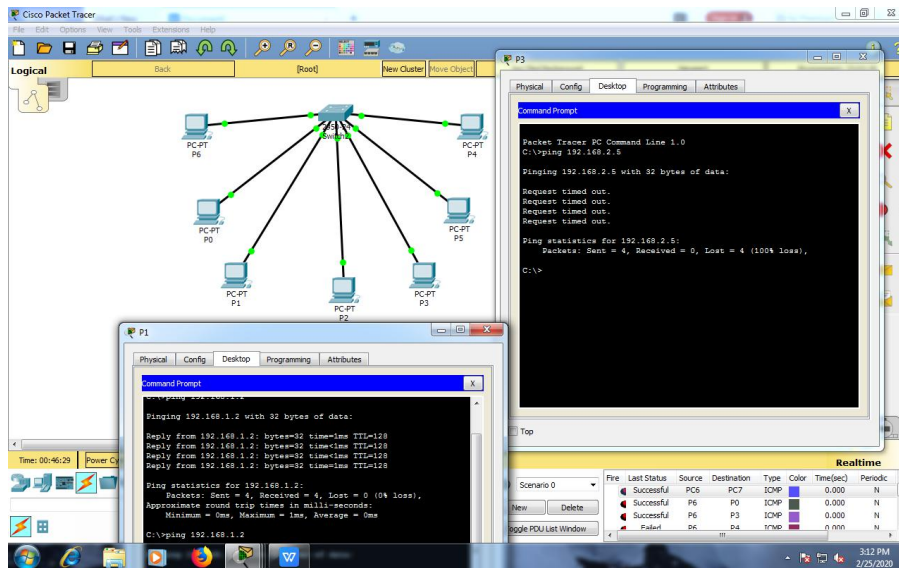 Cisco Packet Tracer
File Edit Options View Tools Extensions Help
Logical
Back
[Root]
New Cluster
Move Object
PC-PT
P6
PC-PT
P4
PC-PT
P0
PC-PT
P5
PC-PT
P1
PC-PT
P2
PC-PT
P3
P3
Physical Config Desktop Programming Attributes
Command Prompt
X
Packet Tracer PC Command Line 1.0
C:\>ping 192.168.2.5
Pinging 192.168.2.5 with 32 bytes of data:
Request timed out.
Request timed out.
Request timed out.
Request timed out.
Ping statistics for 192.168.2.5:
Packets: Sent = 4, Received = 0, Lost = 4 (100% loss),
C:\>
Top
P1
Physical Config Desktop Programming Attributes
Command Prompt
X
Pinging 192.168.1.2 with 32 bytes of data:
Reply from 192.168.1.2: bytes=32 time=1ms TTL=128
Reply from 192.168.1.2: bytes=32 time<1ms TTL=128
Reply from 192.168.1.2: bytes=32 time<1ms TTL=128
Reply from 192.168.1.2: bytes=32 time=1ms TTL=128
Ping statistics for 192.168.1.2:
Packets: Sent = 4, Received = 4, Lost = 0 (0% loss),
Approximate round trip times in milli-seconds:
Minimum = 0ms, Maximum = 1ms, Average = 0ms
C:\>ping 192.168.1.2
Time: 00:46:29
Power Cy
Realtime
Scenario 0
New
Delete
oggle PDU List Window
Fire Last Status Source Destination Type Color Time(sec) Periodic
Successful PC6 PC7 ICMP 0.000 N
Successful P6 P0 ICMP 0.000 N
Successful P6 P3 ICMP 0.000 N
Failed P6 P4 ICMP 0.000 N
3:12 PM
2/25/2020